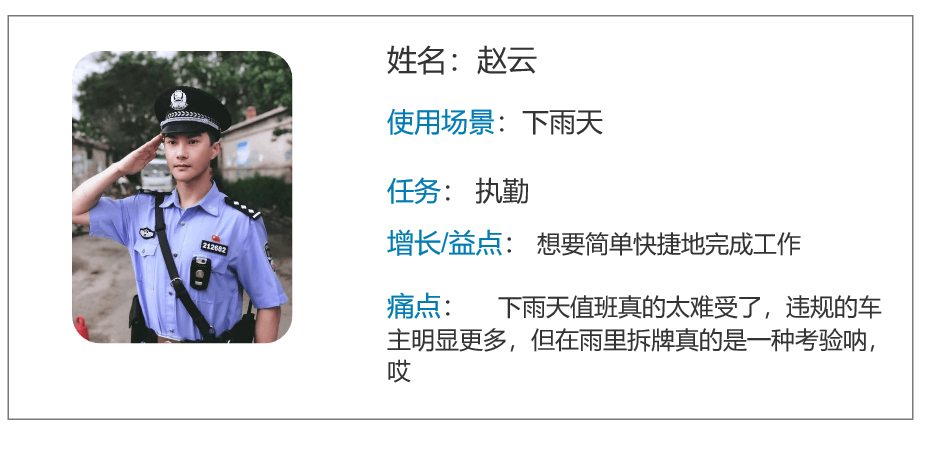 姓名：赵云
使用场景：下雨天
任务： 执勤
增长/益点： 想要简单快捷地完成工作
痛点： 下雨天值班真的太难受了，违规的车
主明显更多，但在雨里拆牌真的是一种考验呐，
哎
212682